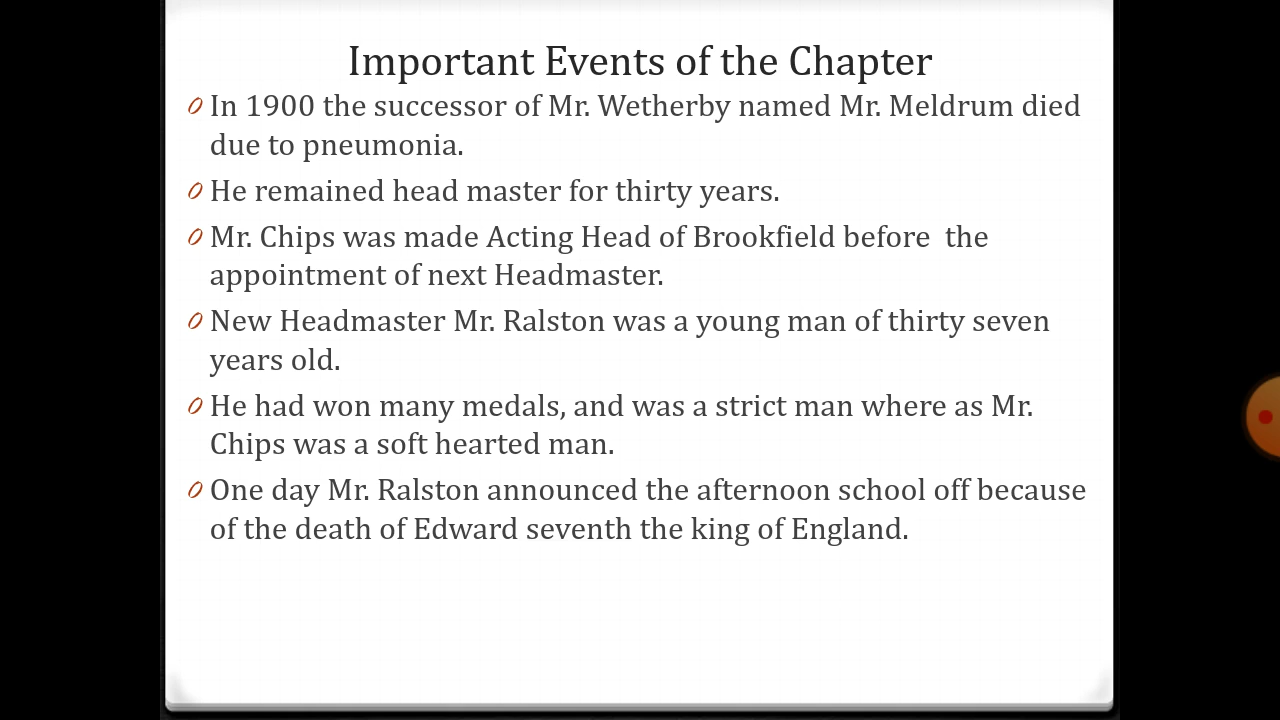 Important Events of the Chapter
In 1900 the successor of Mr. Wetherby named Mr. Meldrum died
due to pneumonia.
He remained head master for thirty years.
Mr. Chips was made Acting Head of Brookfield before  the
appointment of next Headmaster.
New Headmaster Mr. Ralston was a young man of thirty seven
years old.
He had won many medals, and was a strict man where as Mr.
Chips was a soft hearted man.
One day Mr. Ralston announced the afternoon school off because
of the death of Edward seventh the king of England.